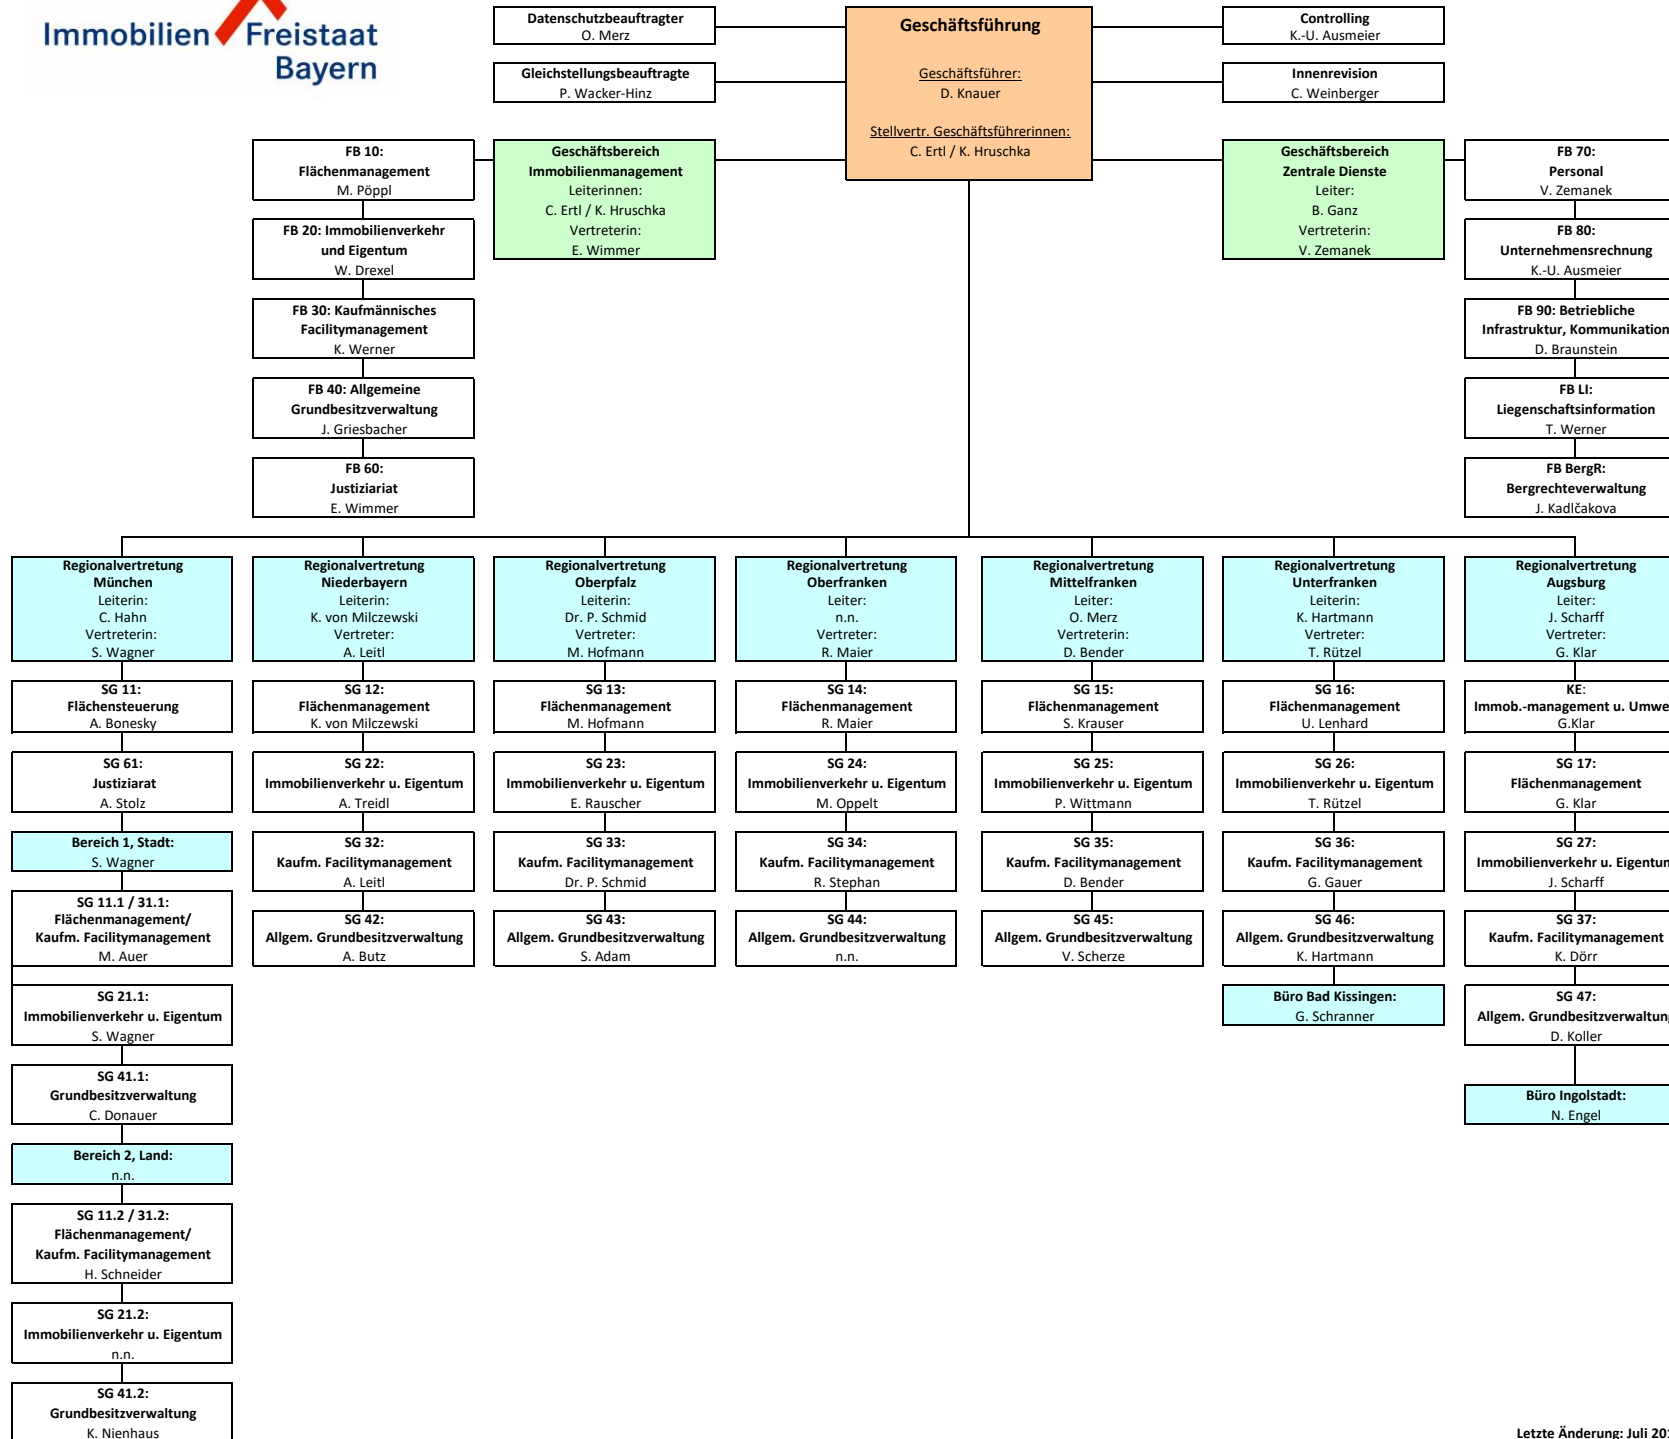 Immobilien Freistaat
Bayern
Datenschutzbeauftragter
O. Merz
Gleichstellungsbeauftragte
P. Wacker-Hinz
Geschäftsführung
Geschäftsführer:
D. Knauer
Stellvertr. Geschäftsführerinnen:
C. Ertl / K. Hruschka
Controlling
K.-U. Ausmeier
Innenrevision
C. Weinberger
FB 10:
Flächenmanagement
M. Pöppl
FB 20: Immobilienverkehr
und Eigentum
W. Drexel
FB 30: Kaufmännisches
Facilitymanagement
K. Werner
FB 40: Allgemeine
Grundbesitzverwaltung
J. Griesbacher
FB 60:
Justiziariat
E. Wimmer
Geschäftsbereich
Immobilienmanagement
Leiterinnen:
C. Ertl / K. Hruschka
Vertreterin:
E. Wimmer
Geschäftsbereich
Zentrale Dienste
Leiter:
B. Ganz
Vertreterin:
V. Zemanek
FB 70:
Personal
V. Zemanek
FB 80:
Unternehmensrechnung
K.-U. Ausmeier
FB 90: Betriebliche
Infrastruktur, Kommunikation
D. Braunstein
FB LI:
Liegenschaftsinformation
T. Werner
FB BergR:
Bergrechteverwaltung
J. Kadlčakova
Regionalvertretung
München
Leiterin:
C. Hahn
Vertreterin:
S. Wagner
SG 11:
Flächensteuerung
A. Bonesky
SG 61:
Justiziarat
A. Stolz
Bereich 1, Stadt:
S. Wagner
SG 11.1 / 31.1:
Flächenmanagement/
Kaufm. Facilitymanagement
M. Auer
SG 21.1:
Immobilienverkehr u. Eigentum
S. Wagner
SG 41.1:
Grundbesitzverwaltung
C. Donauer
Bereich 2, Land:
n.n.
SG 11.2 / 31.2:
Flächenmanagement/
Kaufm. Facilitymanagement
H. Schneider
SG 21.2:
Immobilienverkehr u. Eigentum
n.n.
SG 41.2:
Grundbesitzverwaltung
K. Nienhaus
Regionalvertretung
Niederbayern
Leiterin:
K. von Milczewski
Vertreter:
A. Leitl
SG 12:
Flächenmanagement
K. von Milczewski
SG 22:
Immobilienverkehr u. Eigentum
A. Treidl
SG 32:
Kaufm. Facilitymanagement
A. Leitl
SG 42:
Allgem. Grundbesitzverwaltung
A. Butz
Regionalvertretung
Oberpfalz
Leiterin:
Dr. P. Schmid
Vertreter:
M. Hofmann
SG 13:
Flächenmanagement
M. Hofmann
SG 23:
Immobilienverkehr u. Eigentum
E. Rauscher
SG 33:
Kaufm. Facilitymanagement
Dr. P. Schmid
SG 43:
Allgem. Grundbesitzverwaltung
S. Adam
Regionalvertretung
Oberfranken
Leiter:
n.n.
Vertreter:
R. Maier
SG 14:
Flächenmanagement
R. Maier
SG 24:
Immobilienverkehr u. Eigentum
M. Oppelt
SG 34:
Kaufm. Facilitymanagement
R. Stephan
SG 44:
Allgem. Grundbesitzverwaltung
n.n.
Regionalvertretung
Mittelfranken
Leiter:
O. Merz
Vertreterin:
D. Bender
SG 15:
Flächenmanagement
S. Krauser
SG 25:
Immobilienverkehr u. Eigentum
P. Wittmann
SG 35:
Kaufm. Facilitymanagement
D. Bender
SG 45:
Allgem. Grundbesitzverwaltung
V. Scherze
Regionalvertretung
Unterfranken
Leiterin:
K. Hartmann
Vertreter:
T. Rützel
SG 16:
Flächenmanagement
U. Lenhard
SG 26:
Immobilienverkehr u. Eigentum
T. Rützel
SG 36:
Kaufm. Facilitymanagement
G. Gauer
SG 46:
Allgem. Grundbesitzverwaltung
K. Hartmann
Büro Bad Kissingen:
G. Schranner
Regionalvertretung
Augsburg
Leiter:
J. Scharff
Vertreter:
G. Klar
KE:
Immob.-management u.
G.Klar
SG 17:
Flächenmanagement
G. Klar
SG 27:
Immobilienverkehr u.
J. Scharff
SG 37:
Kaufm. Facilitymanagement
K. Dörr
SG 47:
Allgem.
D. Koller
Büro Ingolstadt:
N. Engel
Letzte Änderung: Juli